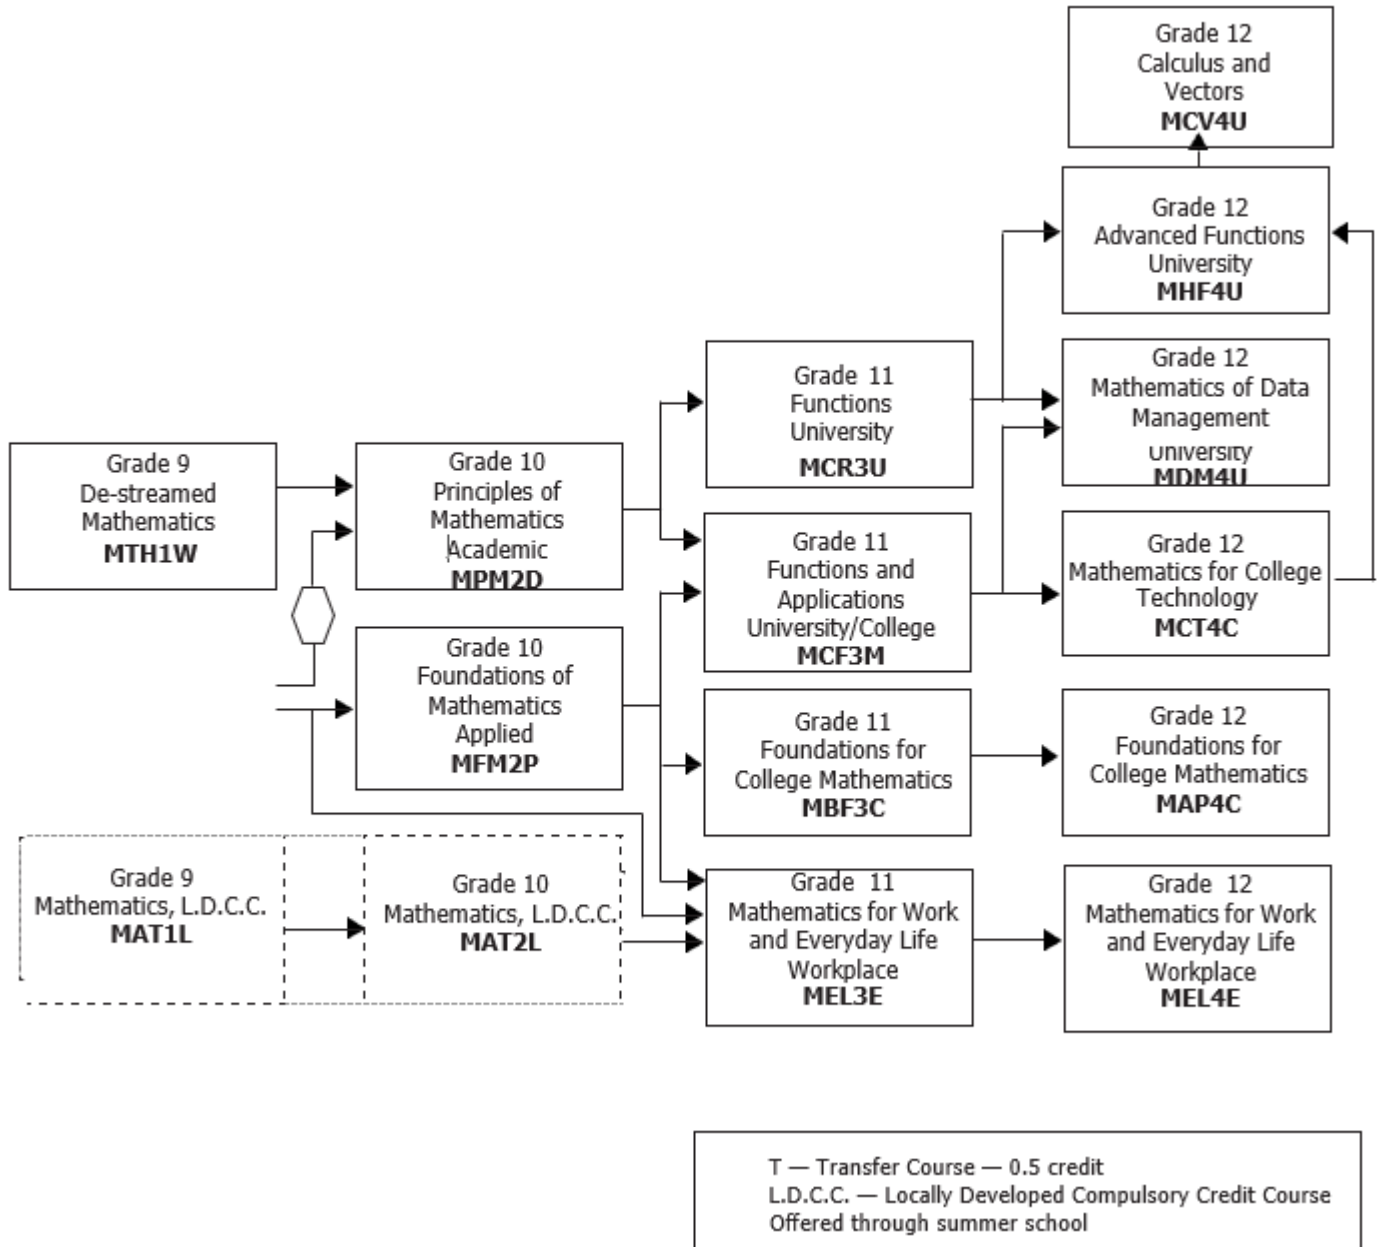 Grade 12
Calculus and
Vectors
MCV4U
Grade 12
Advanced Functions
University
MHF4U
Grade 11
Functions
University
MCR3U
Grade 12
Mathematics of Data
Management
University
MDM4U
Grade 9
De-streamed
Mathematics
MTH1W
Grade 10
Principles of
Mathematics
Academic
MPM2D
Grade 11
Functions and
Applications
University/College
MCF3M
Grade 12
Mathematics for College
Technology
MCT4C
Grade 10
Foundations of
Mathematics
Applied
MFM2P
Grade 11
Foundations for
College Mathematics
MBF3C
Grade 12
Foundations for
College Mathematics
MAP4C
Grade 9
Mathematics, L.D.C.C.
MAT1L
Grade 10
Mathematics, L.D.C.C.
MAT2L
Grade 11
Mathematics for Work
and Everyday Life
Workplace
MEL3E
Grade 12
Mathematics for Work
and Everyday Life
Workplace
MEL4E
T — Transfer Course — 0.5 credit
L.D.C.C. — Locally Developed Compulsory Credit Course
Offered through summer school